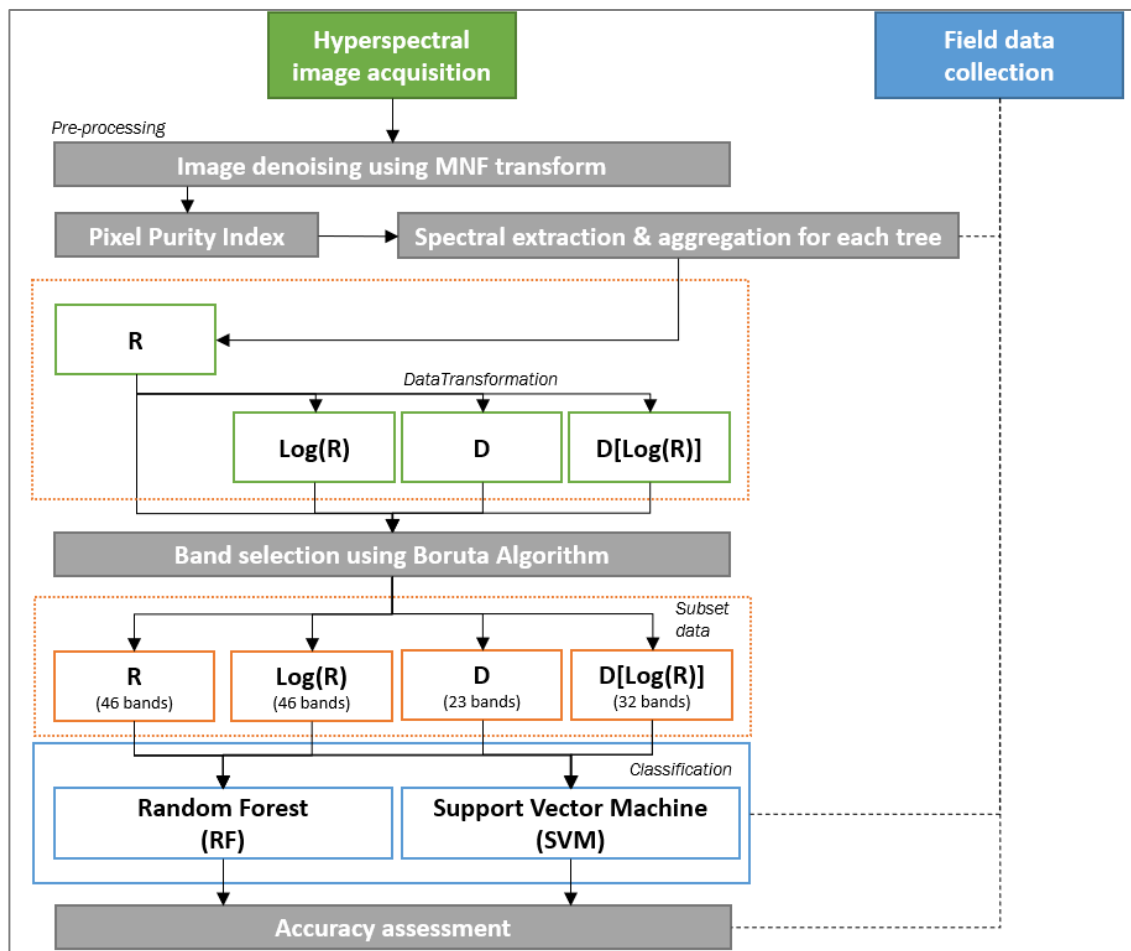 Hyperspectral
image acquisition
Field data
collection
Pre-processing
Image denoising using MNF transform
Pixel Purity Index
Spectral extraction & aggregation for each tree
R
DataTransformation
Log(R)
D
D[Log(R)]
Band selection using Boruta Algorithm
Subset
data
R
(46 bands)
Log(R)
(46 bands)
D
(23 bands)
D[Log(R)]
(32 bands)
Classification
Random Forest
(RF)
Support Vector Machine
(SVM)
Accuracy assessment